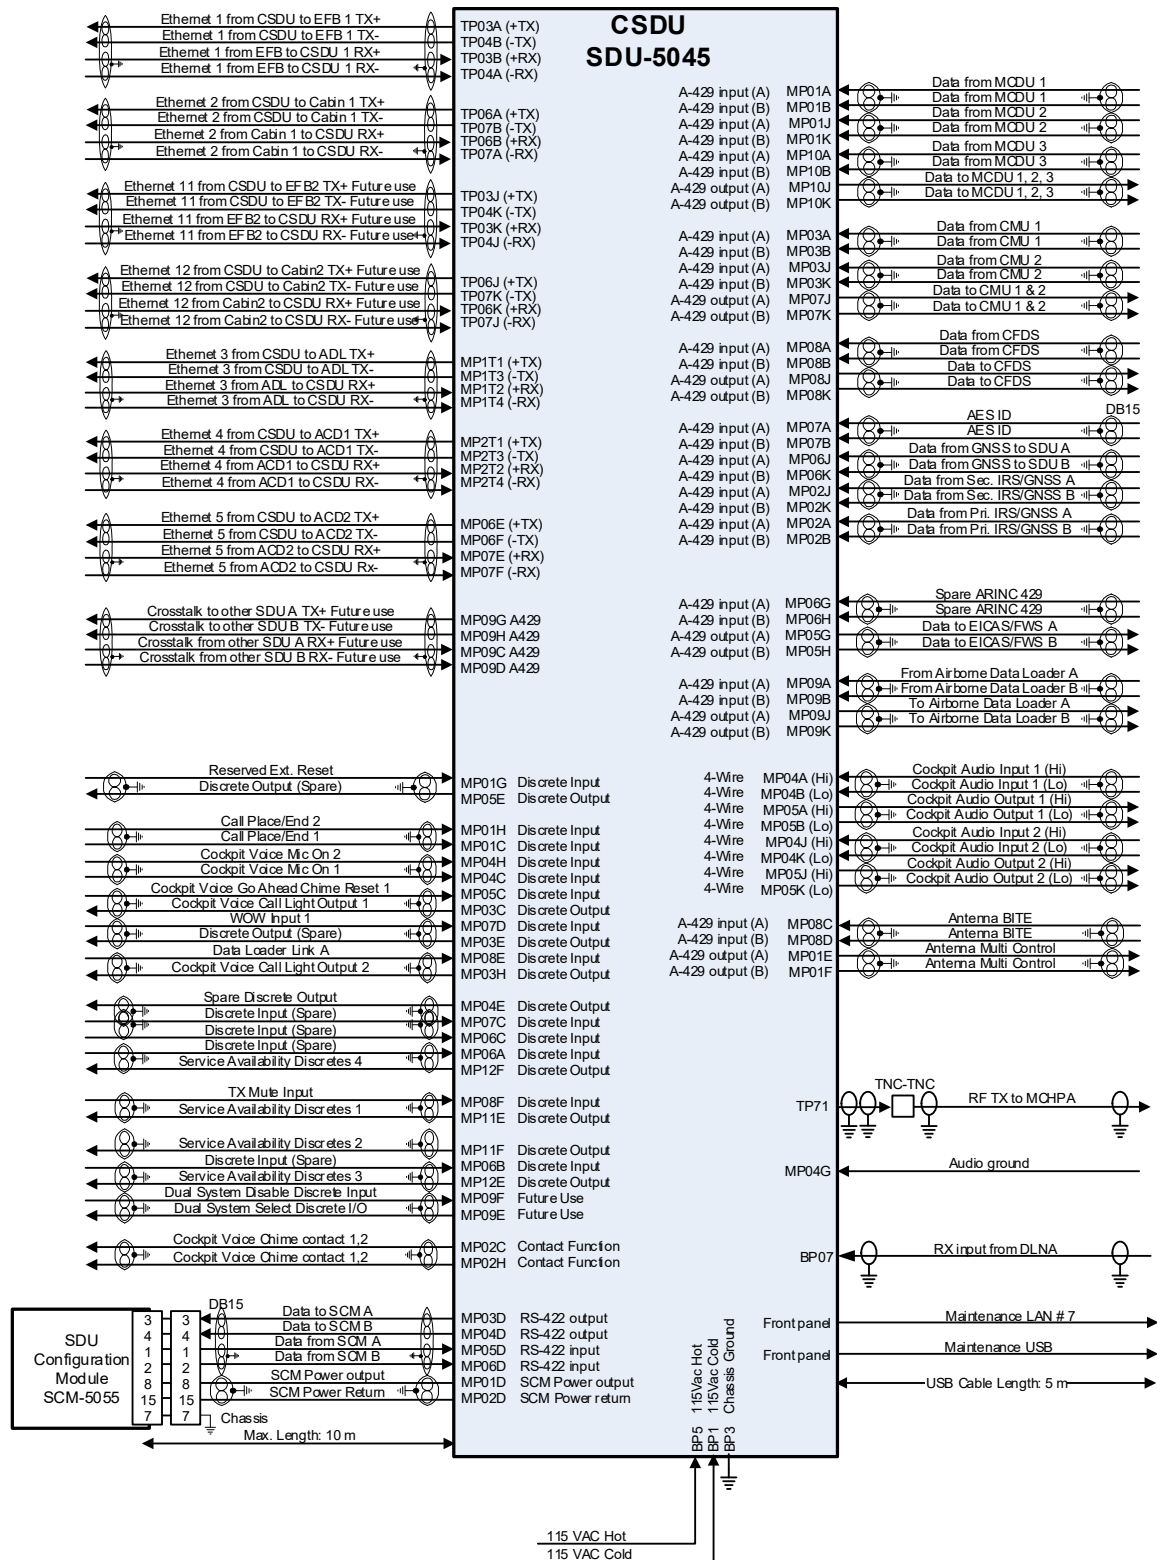 CSDU
SDU-5045
Ethernet 1 from CSDU to EFB 1 TX+
Ethernet 1 from CSDU to EFB 1 TX-
Ethernet 1 from EFB to CSDU 1 RX+
Ethernet 1 from EFB to CSDU 1 RX-
TP03A (+TX)
TP04B (-TX)
TP03B (+RX)
TP04A (-RX)
Ethernet 2 from CSDU to Cabin 1 TX+
Ethernet 2 from CSDU to Cabin 1 TX-
Ethernet 2 from Cabin 1 to CSDU RX+
Ethernet 2 from Cabin 1 to CSDU RX-
TP06A (+TX)
TP07B (-TX)
TP06B (+RX)
TP07A (-RX)
Ethernet 11 from CSDU to EFB2 TX+ Future use
Ethernet 11 from CSDU to EFB2 TX- Future use
Ethernet 11 from EFB2 to CSDU RX+ Future use
Ethernet 11 from EFB2 to CSDU RX- Future use
TP03J (+TX)
TP04K (-TX)
TP03K (+RX)
TP04J (-RX)
Ethernet 12 from CSDU to Cabin2 TX+ Future use
Ethernet 12 from CSDU to Cabin2 TX- Future use
Ethernet 12 from Cabin2 to CSDU RX+ Future use
Ethernet 12 from Cabin2 to CSDU RX- Future use
TP06J (+TX)
TP07K (-TX)
TP06K (+RX)
TP07J (-RX)
Ethernet 3 from CSDU to ADL TX+
Ethernet 3 from CSDU to ADL TX-
Ethernet 3 from ADL to CSDU RX+
Ethernet 3 from ADL to CSDU RX-
MP1T1 (+TX)
MP1T3 (-TX)
MP1T2 (+RX)
MP1T4 (-RX)
Ethernet 4 from CSDU to ACD1 TX+
Ethernet 4 from CSDU to ACD1 TX-
Ethernet 4 from ACD1 to CSDU RX+
Ethernet 4 from ACD1 to CSDU RX-
MP2T1 (+TX)
MP2T3 (-TX)
MP2T2 (+RX)
MP2T4 (-RX)
Ethernet 5 from CSDU to ACD2 TX+
Ethernet 5 from CSDU to ACD2 TX-
Ethernet 5 from ACD2 to CSDU RX+
Ethernet 5 from ACD2 to CSDU Rx-
MP06E (+TX)
MP06F (-TX)
MP07E (+RX)
MP07F (-RX)
Crosstalk to other SDU A TX+ Future use
Crosstalk to other SDU B TX- Future use
Crosstalk from other SDU A RX+ Future use
Crosstalk from other SDU B RX- Future use
MP09G A429
MP09H A429
MP09C A429
MP09D A429
Reserved Ext. Reset
Discrete Output (Spare)
MP01G Discrete Input
MP05E Discrete Output
Call Place/End 2
Call Place/End 1
Cockpit Voice Mic On 2
Cockpit Voice Mic On 1
Cockpit Voice Go Ahead Chime Reset 1
Cockpit Voice Call Light Output 1
WOW Input 1
Discrete Output (Spare)
Data Loader Link A
Cockpit Voice Call Light Output 2
MP01H Discrete Input
MP01C Discrete Input
MP04H Discrete Input
MP04C Discrete Input
MP05C Discrete Input
MP03C Discrete Output
MP07D Discrete Input
MP03E Discrete Output
MP08E Discrete Input
MP03H Discrete Output
Spare Discrete Output
Discrete Input (Spare)
Discrete Input (Spare)
Discrete Input (Spare)
Service Availability Discretes 4
MP04E Discrete Output
MP07C Discrete Input
MP06C Discrete Input
MP06A Discrete Input
MP12F Discrete Output
TX Mute Input
Service Availability Discretes 1
MP08F Discrete Input
MP11E Discrete Output
Service Availability Discretes 2
Discrete Input (Spare)
Service Availability Discretes 3
Dual System Disable Discrete Input
Dual System Select Discrete I/O
MP11F Discrete Output
MP06B Discrete Input
MP12E Discrete Output
MP09F Future Use
MP09E Future Use
Cockpit Voice Chime contact 1,2
Cockpit Voice Chime contact 1,2
MP02C Contact Function
MP02H Contact Function
SDU
Configuration
Module
SCM-5055
3 3
4 4
1 1
2 2
8 8
15 15
7 7
DB15
Data to SCM A
Data to SCM B
Data from SCM A
Data from SCM B
SCM Power output
SCM Power Return
Chassis
Max. Length: 10 m
MP03D RS-422 output
MP04D RS-422 output
MP05D RS-422 input
MP06D RS-422 input
MP01D SCM Power output
MP02D SCM Power return
A-429 input (A) MP01A
A-429 input (B) MP01B
A-429 input (A) MP01J
A-429 input (B) MP01K
A-429 input (A) MP10A
A-429 input (B) MP10B
A-429 output (A) MP10J
A-429 output (B) MP10K
Data from MCDU 1
Data from MCDU 1
Data from MCDU 2
Data from MCDU 2
Data from MCDU 3
Data from MCDU 3
Data to MCDU 1, 2, 3
Data to MCDU 1, 2, 3
A-429 input (A) MP03A
A-429 input (B) MP03B
A-429 input (A) MP03J
A-429 input (B) MP03K
A-429 output (A) MP07J
A-429 output (B) MP07K
Data from CMU 1
Data from CMU 1
Data from CMU 2
Data from CMU 2
Data to CMU 1 & 2
Data to CMU 1 & 2
A-429 input (A) MP08A
A-429 input (B) MP08B
A-429 output (A) MP08J
A-429 output (B) MP08K
Data from CFDS
Data from CFDS
Data to CFDS
Data to CFDS
A-429 input (A) MP07A
A-429 input (B) MP07B
A-429 input (A) MP06J
A-429 input (B) MP06K
A-429 input (A) MP02J
A-429 input (B) MP02K
A-429 input (A) MP02A
A-429 input (B) MP02B
DB15
AES ID
AES ID
Data from GNSS to SDU A
Data from GNSS to SDU B
Data from Sec. IRS/GNSS A
Data from Sec. IRS/GNSS B
Data from Pri. IRS/GNSS A
Data from Pri. IRS/GNSS B
A-429 input (A) MP06G
A-429 input (B) MP06H
A-429 output (A) MP05G
A-429 output (B) MP05H
Spare ARINC 429
Spare ARINC 429
Data to EICAS/FWS A
Data to EICAS/FWS B
A-429 input (A) MP09A
A-429 input (B) MP09B
A-429 output (A) MP09J
A-429 output (B) MP09K
From Airborne Data Loader A
From Airborne Data Loader B
To Airborne Data Loader A
To Airborne Data Loader B
4-Wire MP04A (Hi)
4-Wire MP04B (Lo)
4-Wire MP05A (Hi)
4-Wire MP05B (Lo)
4-Wire MP04J (Hi)
4-Wire MP04K (Lo)
4-Wire MP05J (Hi)
4-Wire MP05K (Lo)
Cockpit Audio Input 1 (Hi)
Cockpit Audio Input 1 (Lo)
Cockpit Audio Output 1 (Hi)
Cockpit Audio Output 1 (Lo)
Cockpit Audio Input 2 (Hi)
Cockpit Audio Input 2 (Lo)
Cockpit Audio Output 2 (Hi)
Cockpit Audio Output 2 (Lo)
A-429 input (A) MP08C
A-429 input (B) MP08D
A-429 output (A) MP01E
A-429 output (B) MP01F
Antenna BITE
Antenna BITE
Antenna Multi Control
Antenna Multi Control
TP71
TNC-TNC
RF TX to MCHPA
MP04G
Audio ground
BP07
RX input from DLNA
Front panel
Maintenance LAN # 7
Front panel
Maintenance USB
USB Cable Length: 5 m
BP5 115Vac Hot
BP1 115Vac Cold
BP3 Chassis Ground
115 VAC Hot
115 VAC Cold